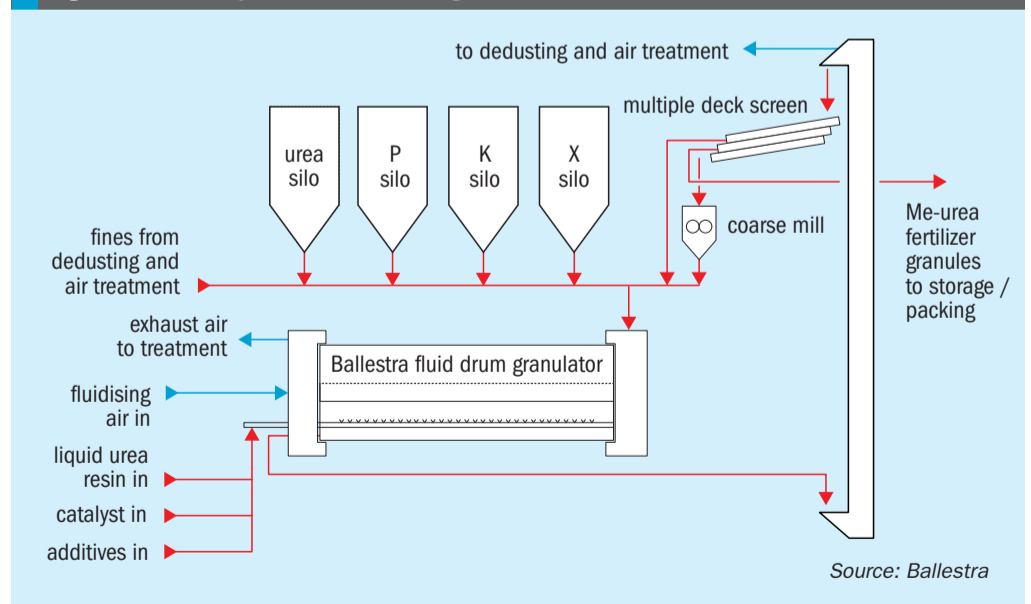 to dedusting and air treatment
multiple deck screen
urea
silo
P
silo
K
silo
X
silo
coarse mill
Me-urea
fertilizer
granules
to storage /
packing
fines from
dedusting and
air treatment
exhaust air
to treatment
Ballestra fluid drum granulator
fluidising
air in
liquid urea
resin in
catalyst in
additives in
Source: Ballestra